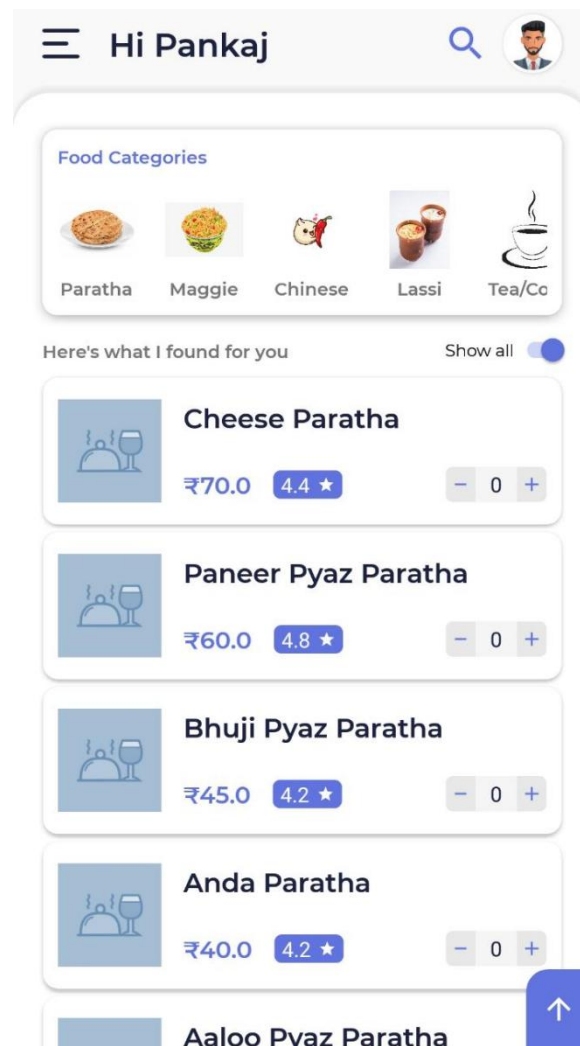 Hi Pankaj
Food Categories
Paratha Maggie Chinese Lassi Tea/Co
Here's what I found for you Show all
Cheese Paratha
₹70.0 4.4 ★ - 0 +
Paneer Pyaz Paratha
₹60.0 4.8 ★ - 0 +
Bhuji Pyaz Paratha
₹45.0 4.2 ★ - 0 +
Anda Paratha
₹40.0 4.2 ★ - 0 +
Aaloo Pyaz Paratha